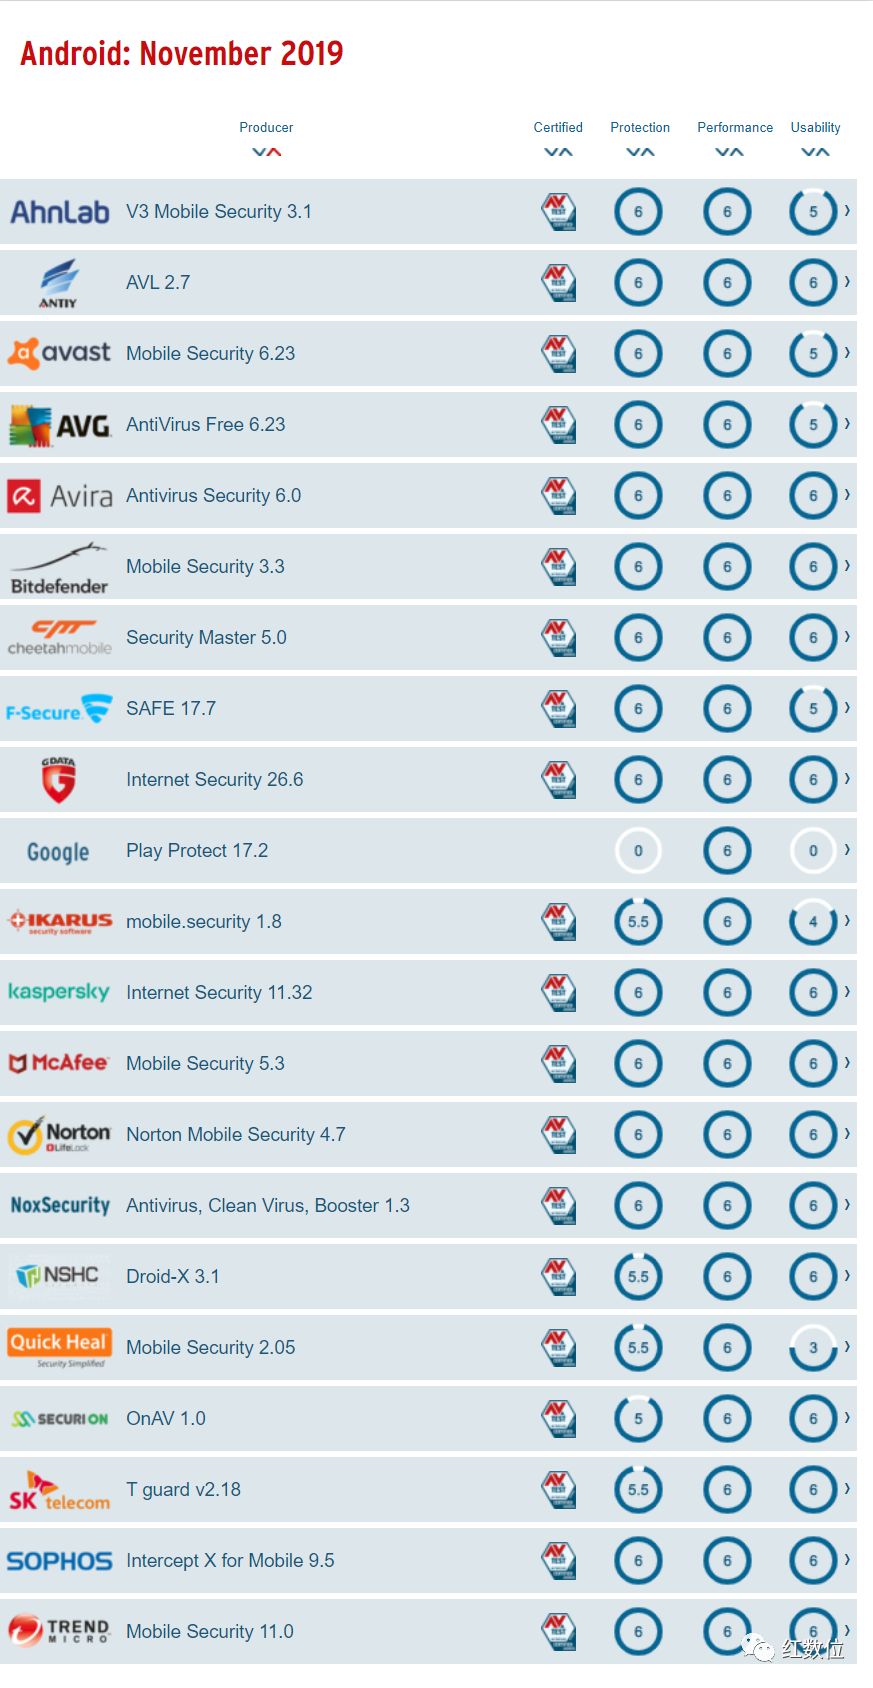 Android: November 2019
Producer Certified Protection Performance Usability
AhnLab V3 Mobile Security 3.1 AV TEST 6 6 5
ANTIY AVL 2.7 AV TEST 6 6 6
avast Mobile Security 6.23 AV TEST 6 6 5
AVG AntiVirus Free 6.23 AV TEST 6 6 5
Avira Antivirus Security 6.0 AV TEST 6 6 6
Bitdefender Mobile Security 3.3 AV TEST 6 6 6
cm cheetahmobile Security Master 5.0 AV TEST 6 6 6
F-Secure SAFE 17.7 AV TEST 6 6 5
G DATA Internet Security 26.6 AV TEST 6 6 6
Google Play Protect 17.2 0 6 0
IKARUS security software mobile.security 1.8 AV TEST 5.5 6 4
kaspersky Internet Security 11.32 AV TEST 6 6 6
McAfee Mobile Security 5.3 AV TEST 6 6 6
Norton LifeLock Norton Mobile Security 4.7 AV TEST 6 6 6
NoxSecurity Antivirus, Clean Virus, Booster 1.3 AV TEST 6 6 6
NSHC Droid-X 3.1 AV TEST 5.5 6 6
Quick Heal Security Simplified Mobile Security 2.05 AV TEST 5.5 6 3
SECURION OnAV 1.0 AV TEST 5 6 6
SK telecom T guard v2.18 AV TEST 5.5 6 6
SOPHOS Intercept X for Mobile 9.5 AV TEST 6 6 6
TREND MICRO Mobile Security 11.0 AV TEST 6 6 6
红数位